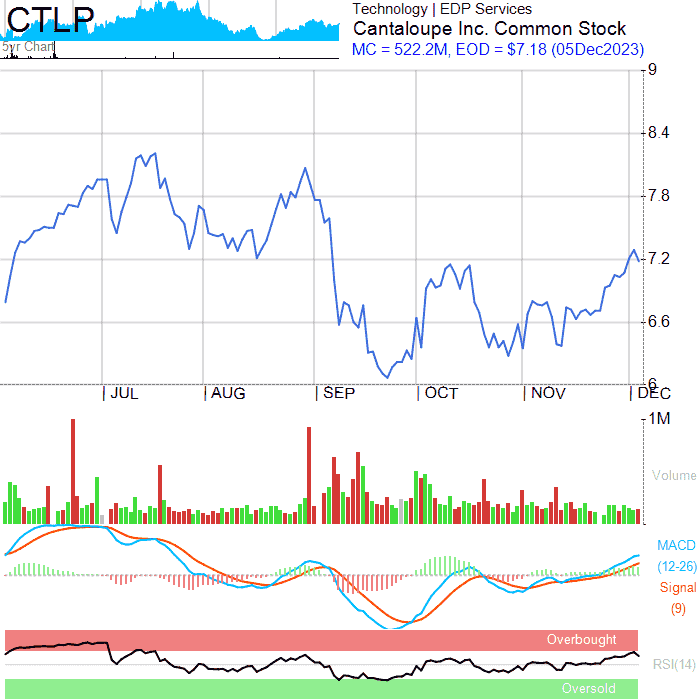 CTLP
5yr Chart
Technology | EDP Services
Cantaloupe Inc. Common Stock
MC = 522.2M, EOD = $7.18 (05Dec2023)
9
8.4
7.8
7.2
6.6
6
JUL
AUG
SEP
OCT
NOV
DEC
1M
Volume
MACD
(12-26)
Signal
(9)
Overbought
RSI(14)
Oversold